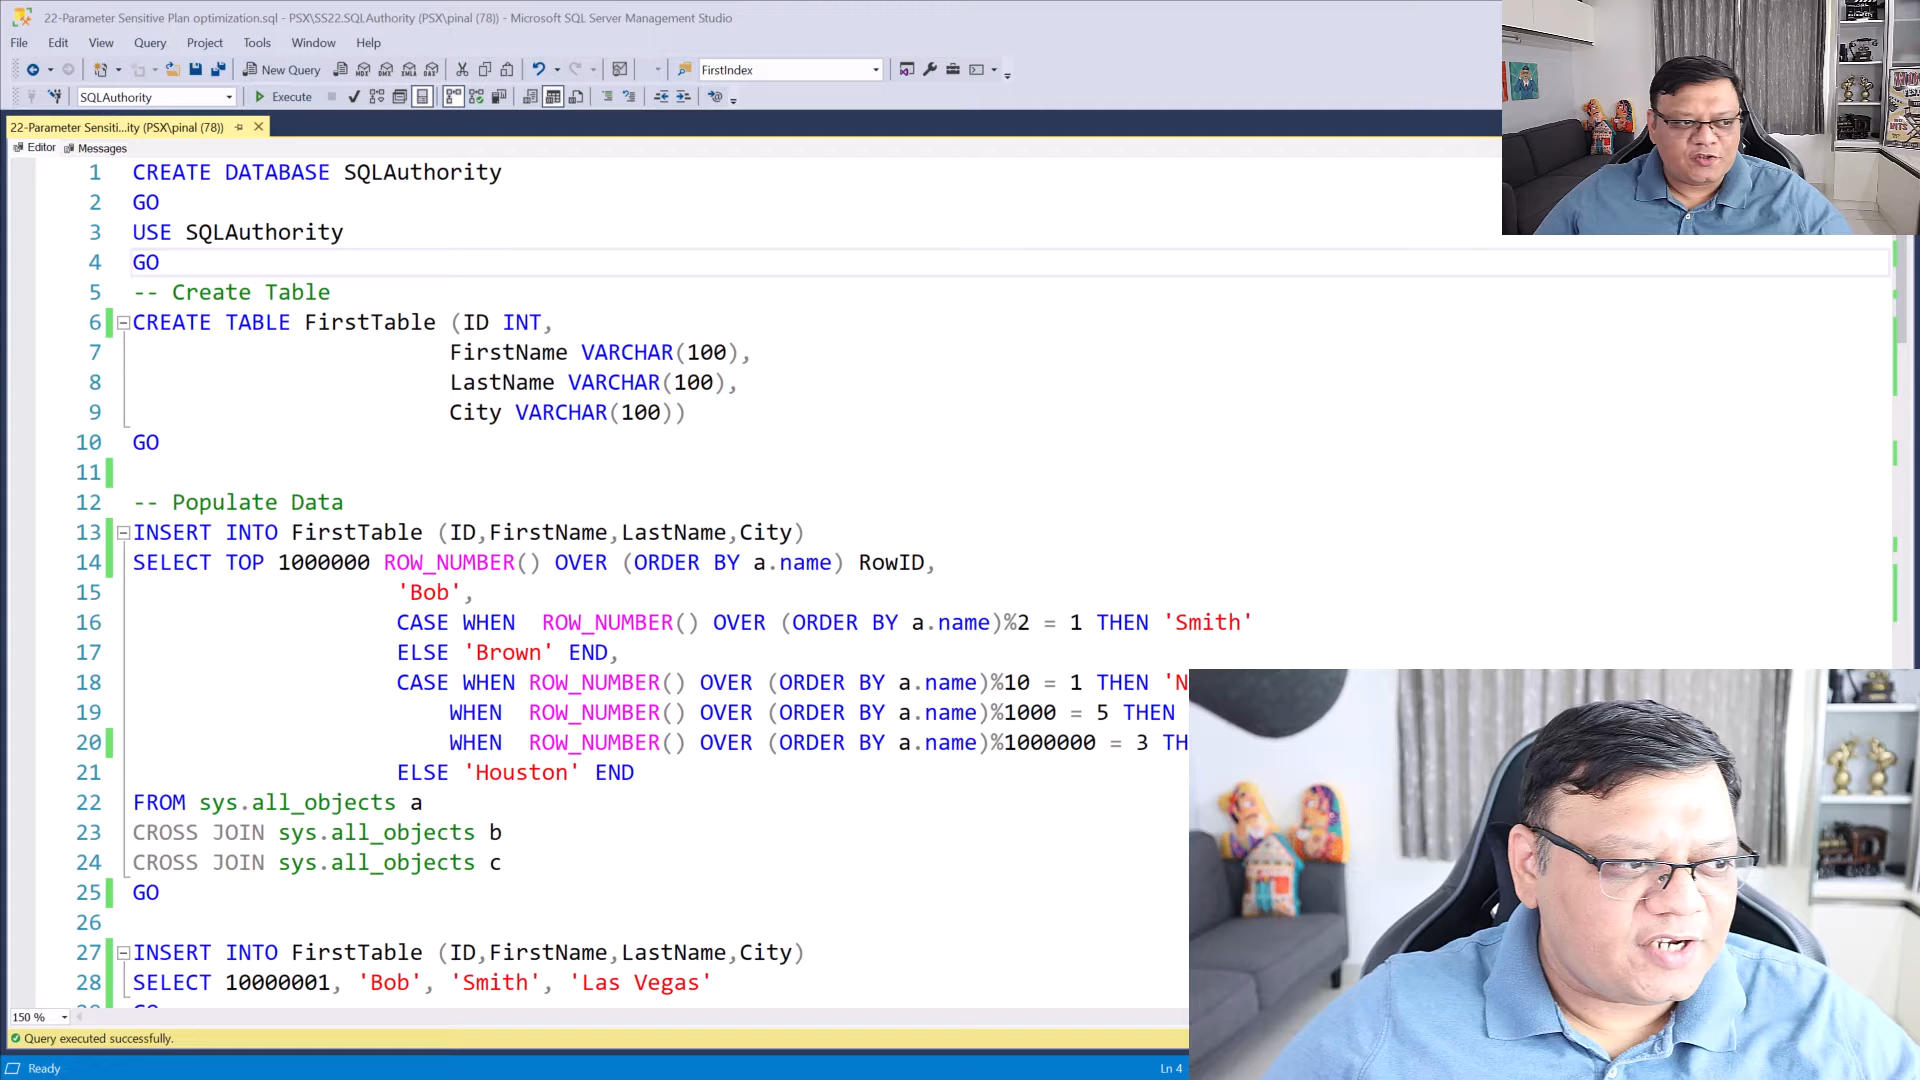 22-Parameter Sensitive Plan optimization.sql - PSX\SS22.SQLAuthority (PSX\pinal (78)) - Microsoft SQL Server Management Studio
File Edit View Query Project Tools Window Help
New Query FirstIndex
SQLAuthority Execute
22-Parameter Sensiti...ity (PSX\pinal (78))
Editor Messages
1 CREATE DATABASE SQLAuthority
2 GO
3 USE SQLAuthority
4 GO
5 -- Create Table
6 CREATE TABLE FirstTable (ID INT,
7 FirstName VARCHAR(100),
8 LastName VARCHAR(100),
9 City VARCHAR(100))
10 GO
11
12 -- Populate Data
13 INSERT INTO FirstTable (ID,FirstName,LastName,City)
14 SELECT TOP 1000000 ROW_NUMBER() OVER (ORDER BY a.name) RowID,
15 'Bob',
16 CASE WHEN ROW_NUMBER() OVER (ORDER BY a.name)%2 = 1 THEN 'Smith'
17 ELSE 'Brown' END,
18 CASE WHEN ROW_NUMBER() OVER (ORDER BY a.name)%10 = 1 THEN 'N
19 WHEN ROW_NUMBER() OVER (ORDER BY a.name)%1000 = 5 THEN
20 WHEN ROW_NUMBER() OVER (ORDER BY a.name)%1000000 = 3 TH
21 ELSE 'Houston' END
22 FROM sys.all_objects a
23 CROSS JOIN sys.all_objects b
24 CROSS JOIN sys.all_objects c
25 GO
26
27 INSERT INTO FirstTable (ID,FirstName,LastName,City)
28 SELECT 10000001, 'Bob', 'Smith', 'Las Vegas'
150 %
Query executed successfully.
Ready Ln 4